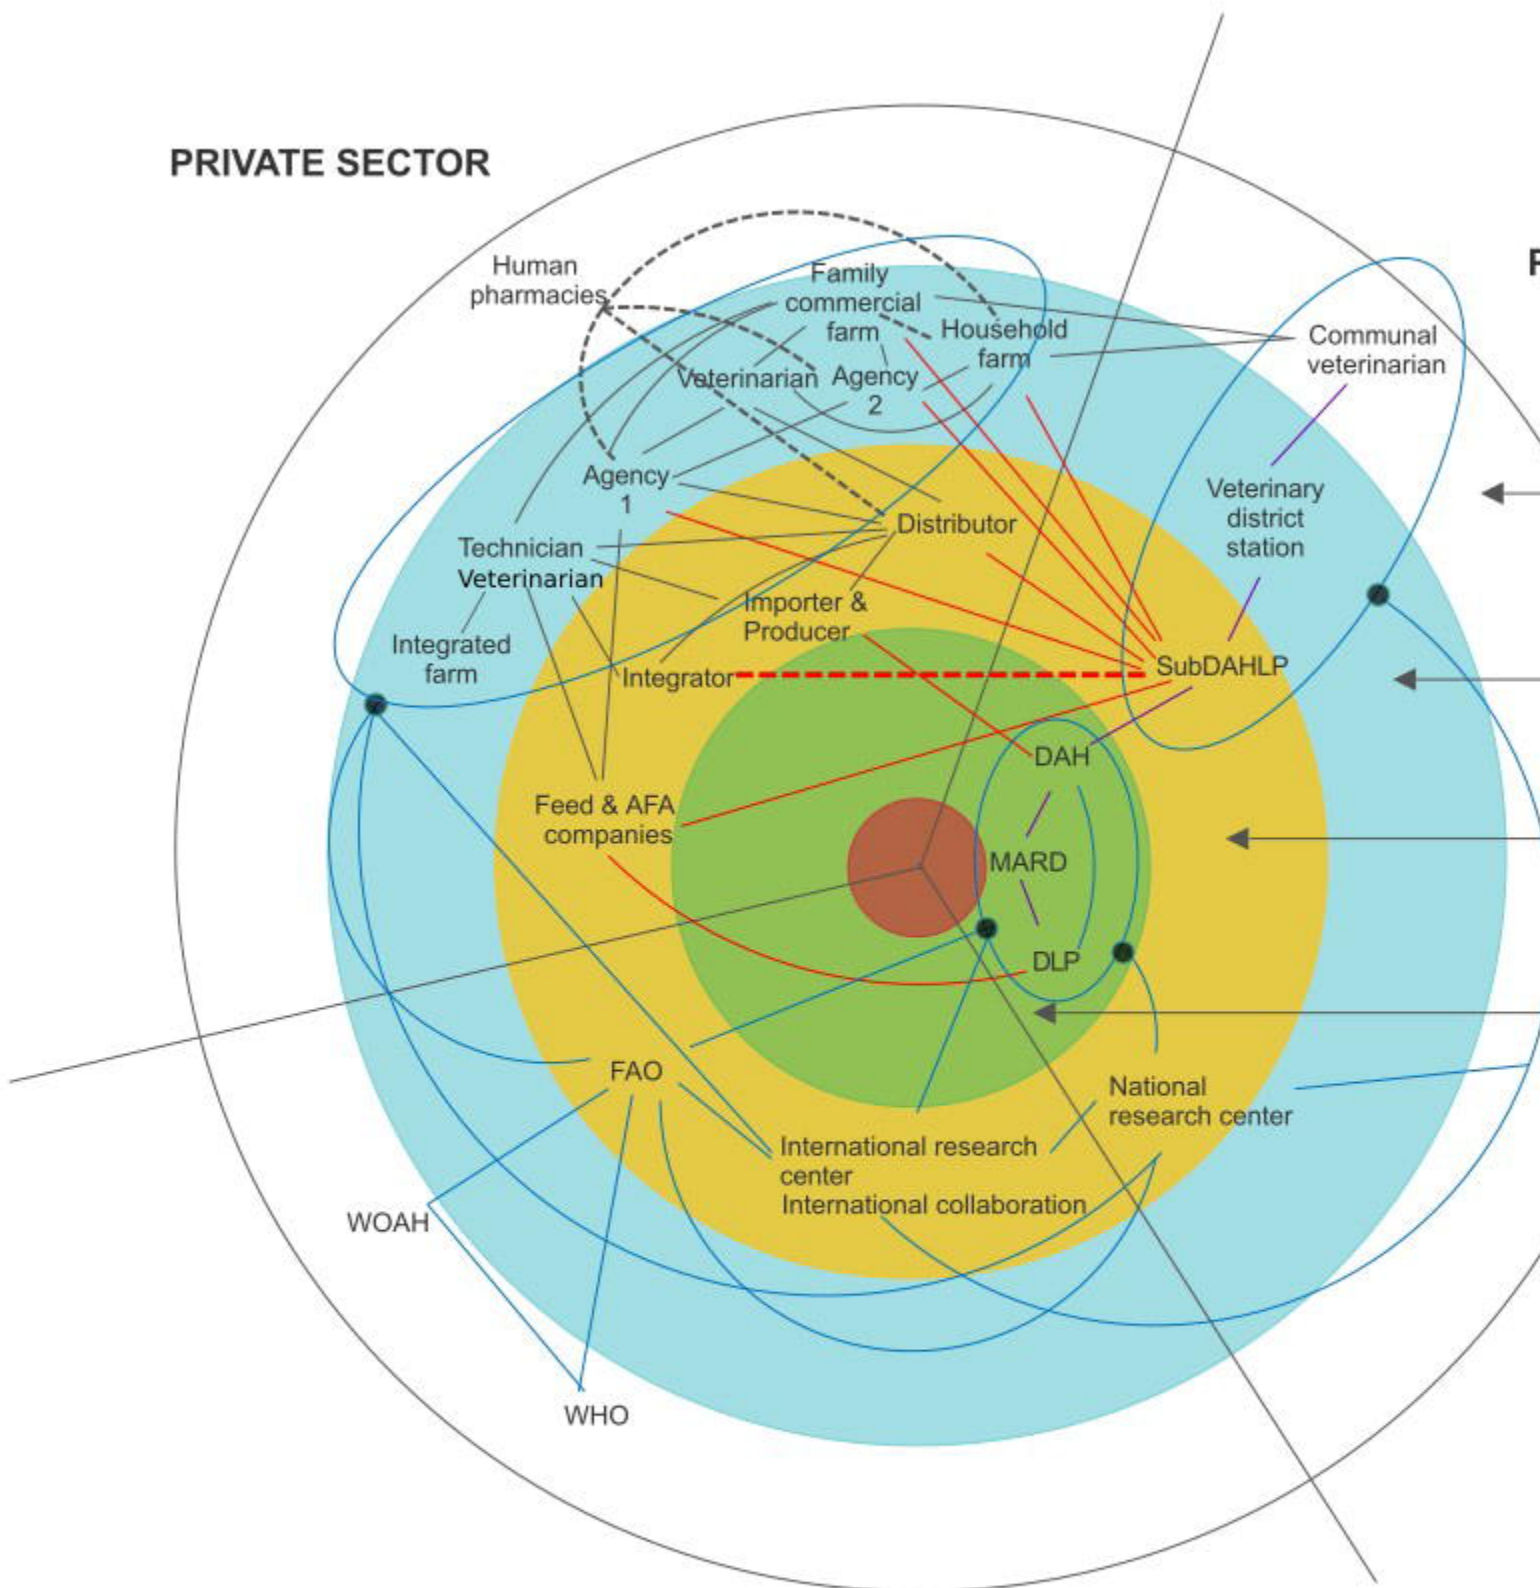 PRIVATE SECTOR
Human
pharmacies
Family
commercial
farm
Household
farm
Communal
veterinarian
Veterinarian
Agency
2
Agency
1
Veterinary
district
station
Distributor
Technician
Veterinarian
Importer &
Producer
Integrated
farm
Integrator
SubDAHLP
DAH
Feed & AFA
companies
MARD
DLP
FAO
National
research center
International research
center
International collaboration
WOAH
WHO